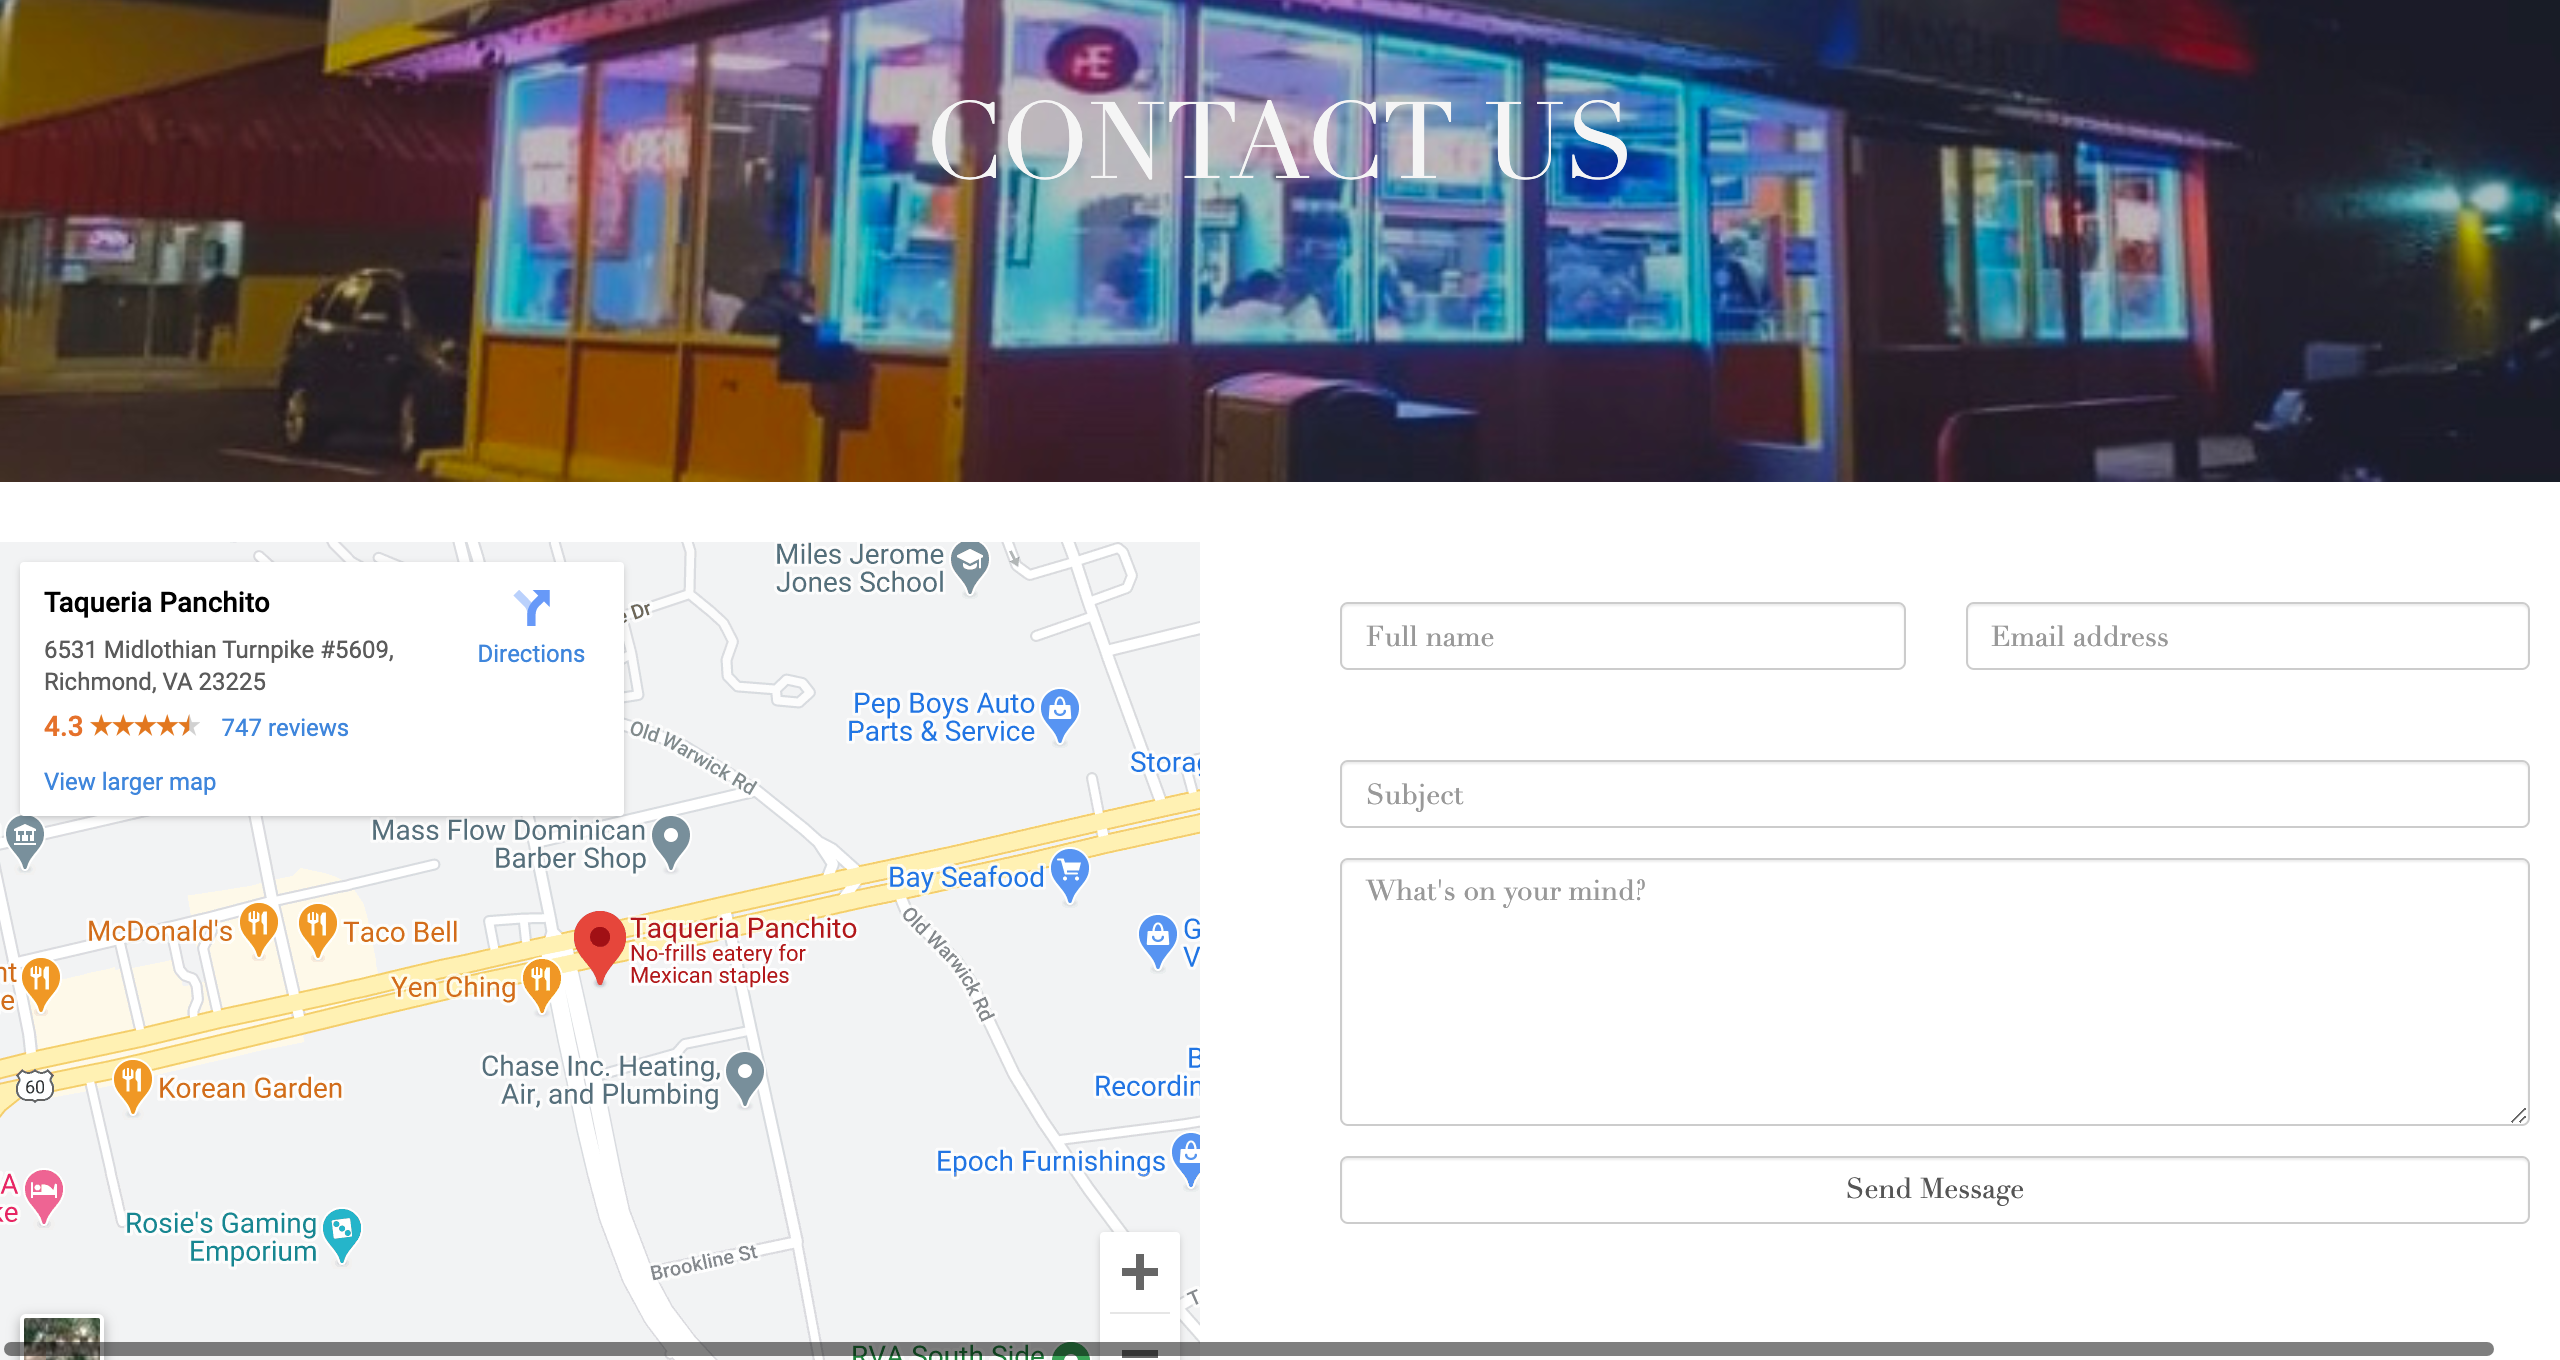 HE
OPEN
CONTACT US
Taqueria Panchito
6531 Midlothian Turnpike #5609,
Richmond, VA 23225
4.3
747 reviews
View larger map
Directions
Miles Jerome
Jones School
Dr
Pep Boys Auto
Parts & Service
Old Warwick Rd
Mass Flow Dominican
Barber Shop
Bay Seafood
McDonald's
Taco Bell
Taqueria Panchito
No-frills eatery for
Mexican staples
Yen Ching
Old Warwick Rd
60
Korean Garden
Chase Inc. Heating,
Air, and Plumbing
Epoch Furnishings
Rosie's Gaming
Emporium
Brookline St
RVA South Side
Full name
Email address
Subject
What's on your mind?
Send Message